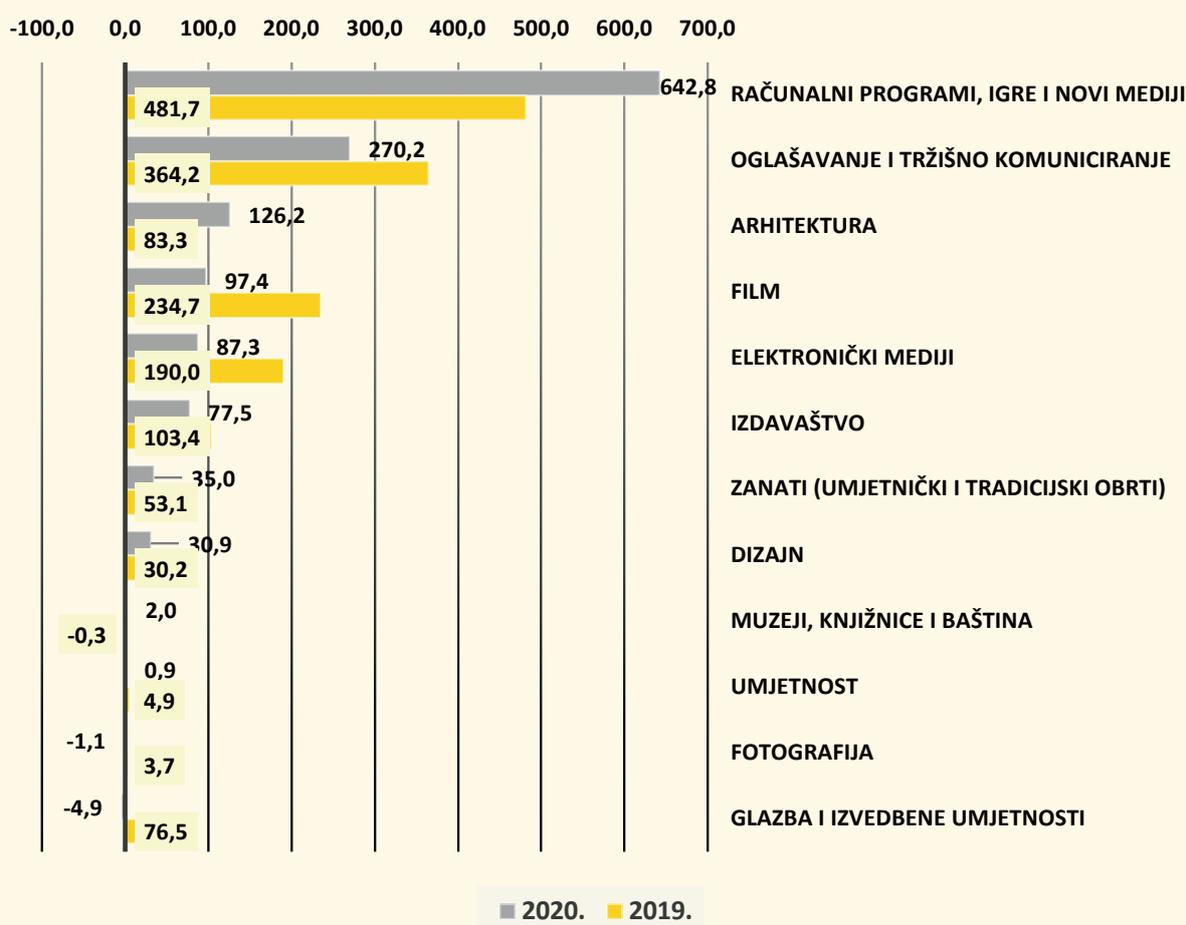 -100,0 0,0 100,0 200,0 300,0 400,0 500,0 600,0 700,0
642,8
481,7
RAČUNALNI PROGRAMI, IGRE I NOVI MEDIJI
270,2
364,2
OGLAŠAVANJE I TRŽIŠNO KOMUNICIRANJE
126,2
83,3
ARHITEKTURA
97,4
234,7
FILM
87,3
190,0
ELEKTRONIČKI MEDIJI
77,5
103,4
IZDAVAŠTVO
35,0
53,1
ZANATI (UMJETNIČKI I TRADICIJSKI OBRTI)
30,9
30,2
DIZAJN
2,0
-0,3
MUZEJI, KNJIŽNICE I BAŠTINA
0,9
4,9
UMJETNOST
-1,1
3,7
FOTOGRAFIJA
-4,9
76,5
GLAZBA I IZVEDBENE UMJETNOSTI
2020. 2019.